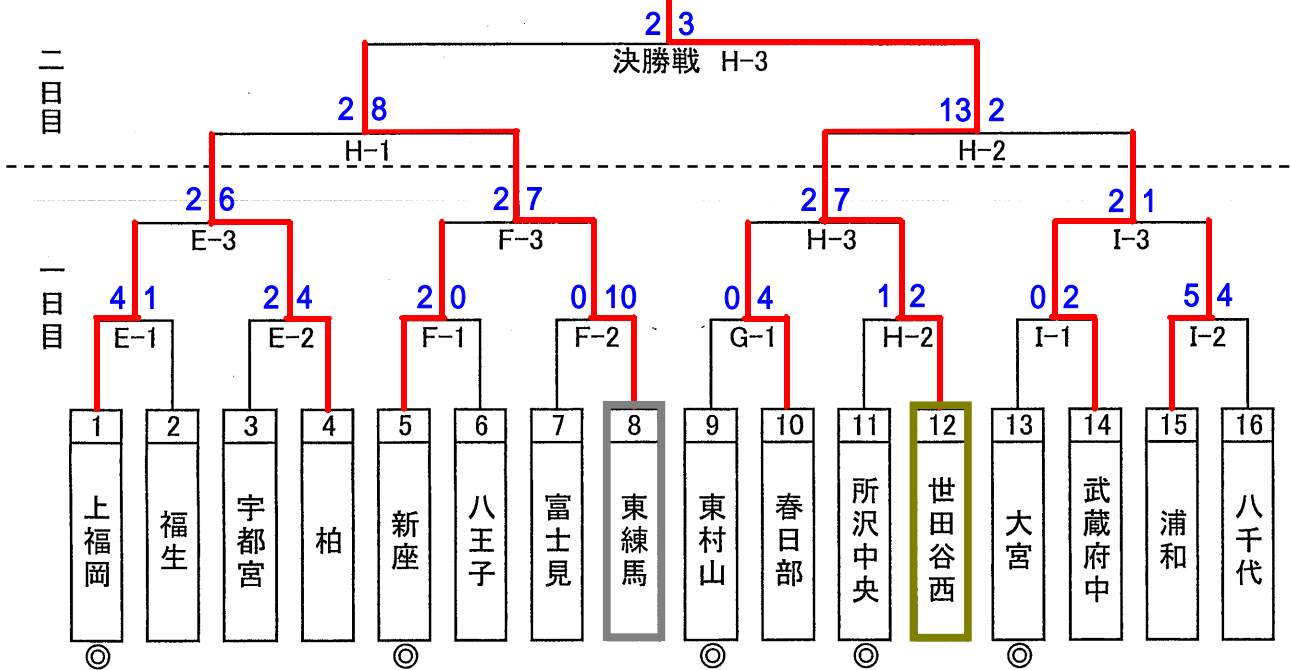 2 3
決勝戦 H-3
二日目
2 8
13 2
H-1
H-2
2 6
2 7
2 7
2 1
E-3
F-3
H-3
I-3
一日目
4 1
2 4
2 0
0 10
0 4
1 2
0 2
5 4
E-1
E-2
F-1
F-2
G-1
H-2
I-1
I-2
1
2
3
4
5
6
7
8
9
10
11
12
13
14
15
16
上福岡
福生
宇都宮
柏
新座
八王子
富士見
東練馬
東村山
春日部
所沢中央
世田谷西
大宮
武蔵府中
浦和
八千代
◎
◎
◎
◎
◎